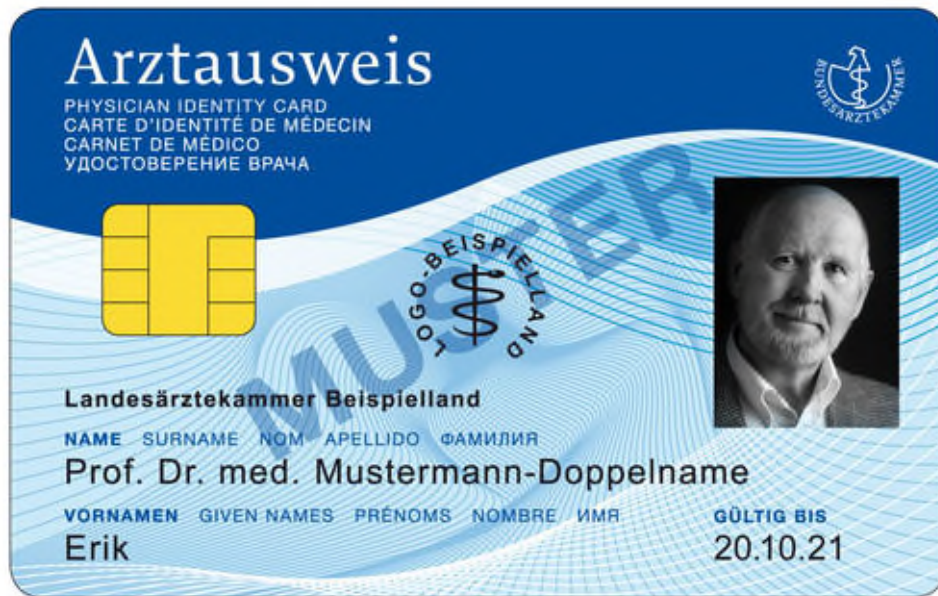 Arztausweis
PHYSICIAN IDENTITY CARD
CARTE D'IDENTITÉ DE MÉDECIN
CARNET DE MÉDICO
УДОСТОВЕРЕНИЕ ВРАЧА
BUNDESÄRZTEKAMMER
LOGO-BEISPIELLAND
MUSTER
Landesärztekammer Beispielland
NAME SURNAME NOM APELLIDO ФАМИЛИЯ
Prof. Dr. med. Mustermann-Doppelname
VORNAMEN GIVEN NAMES PRÉNOMS NOMBRE ИМЯ
Erik
GÜLTIG BIS
20.10.21